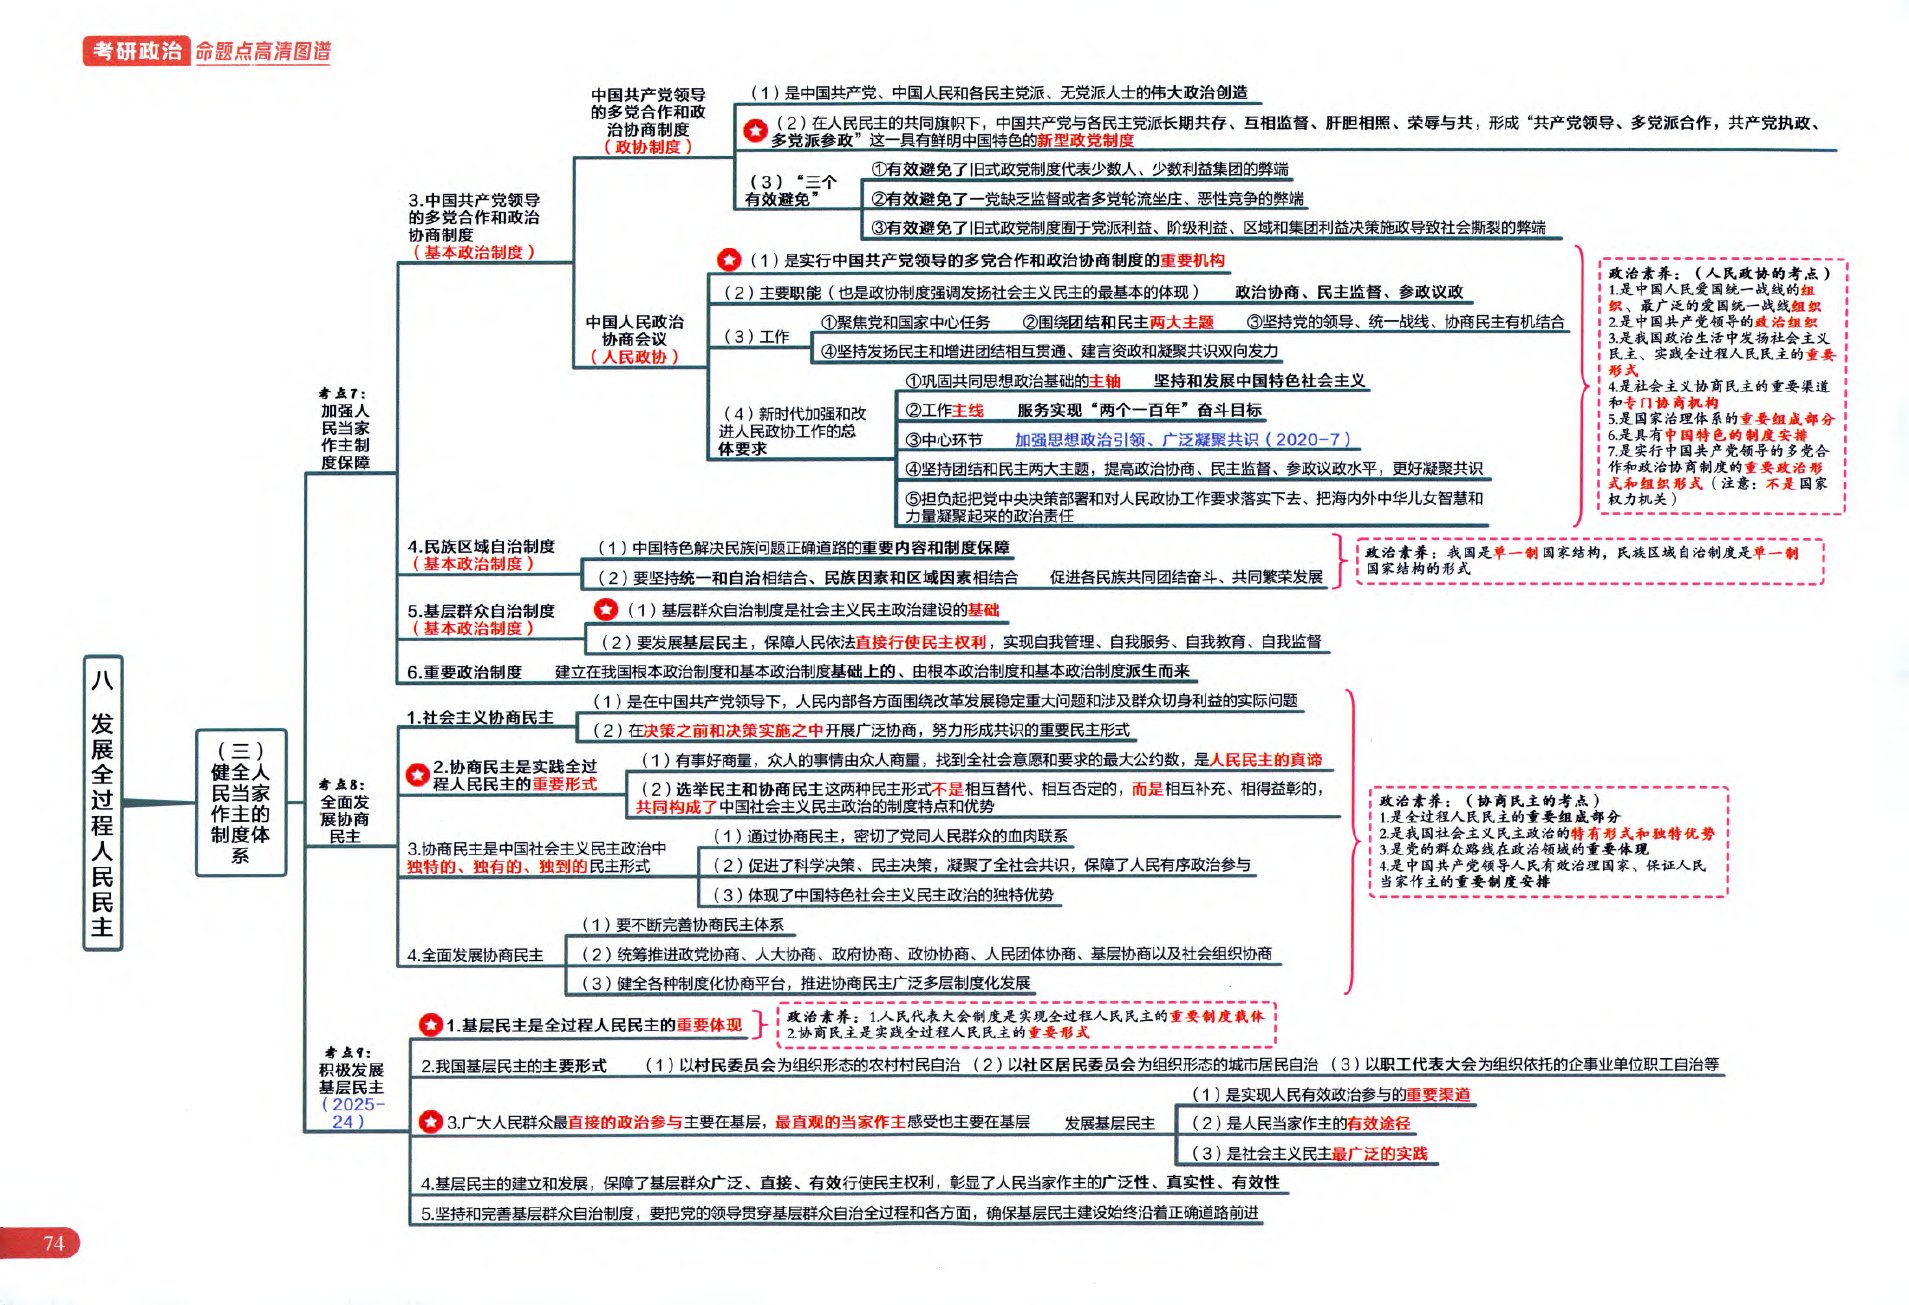 考研政治 命题点高清图谱
八 发展全过程人民民主
（三）
健全人
民当家
作主的
制度体
系
考点7：
加强人
民当家
作主制
度保障
3.中国共产党领导
的多党合作和政治
协商制度
（基本政治制度）
中国共产党领导
的多党合作和政
治协商制度
（政协制度）
（1）是中国共产党、中国人民和各民主党派、无党派人士的伟大政治创造
（2）在人民民主的共同旗帜下，中国共产党与各民主党派长期共存、互相监督、肝胆相照、荣辱与共，形成“共产党领导、多党派合作，共产党执政、
多党派参政”这一具有鲜明中国特色的新型政党制度
（3）“三个
有效避免”
①有效避免了旧式政党制度代表少数人、少数利益集团的弊端
②有效避免了一党缺乏监督或者多党轮流坐庄、恶性竞争的弊端
③有效避免了旧式政党制度囿于党派利益、阶级利益、区域和集团利益决策施政导致社会撕裂的弊端
中国人民政治
协商会议
（人民政协）
（1）是实行中国共产党领导的多党合作和政治协商制度的重要机构
（2）主要职能（也是政协制度强调发扬社会主义民主的最基本的体现） 政治协商、民主监督、参政议政
（3）工作
①聚焦党和国家中心任务 ②围绕团结和民主两大主题 ③坚持党的领导、统一战线、协商民主有机结合
④坚持发扬民主和增进团结相互贯通、建言资政和凝聚共识双向发力
（4）新时代加强和改
进人民政协工作的总
体要求
①巩固共同思想政治基础的主轴 坚持和发展中国特色社会主义
②工作主线 服务实现“两个一百年”奋斗目标
③中心环节 加强思想政治引领、广泛凝聚共识（2020-7）
④坚持团结和民主两大主题，提高政治协商、民主监督、参政议政水平，更好凝聚共识
⑤担负起把党中央决策部署和对人民政协工作要求落实下去、把海内外中华儿女智慧和
力量凝聚起来的政治责任
政治素养：（人民政协的考点）
1.是中国人民爱国统一战线的组
织、最广泛的爱国统一战线组织
2.是中国共产党领导的政治组织
3.是我国政治生活中发扬社会主义
民主、实践全过程人民民主的重要
形式
4.是社会主义协商民主的重要渠道
和专门协商机构
5.是国家治理体系的重要组成部分
6.是具有中国特色的制度安排
7.是实行中国共产党领导的多党合
作和政治协商制度的重要政治形
式和组织形式（注意：不是国家
权力机关）
4.民族区域自治制度
（基本政治制度）
（1）中国特色解决民族问题正确道路的重要内容和制度保障
（2）要坚持统一和自治相结合、民族因素和区域因素相结合 促进各民族共同团结奋斗、共同繁荣发展
政治素养：我国是单一制国家结构，民族区域自治制度是单一制
国家结构的形式
5.基层群众自治制度
（基本政治制度）
（1）基层群众自治制度是社会主义民主政治建设的基础
（2）要发展基层民主，保障人民依法直接行使民主权利，实现自我管理、自我服务、自我教育、自我监督
6.重要政治制度 建立在我国根本政治制度和基本政治制度基础上的、由根本政治制度和基本政治制度派生而来
考点8：
全面发
展协商
民主
1.社会主义协商民主
（1）是在中国共产党领导下，人民内部各方面围绕改革发展稳定重大问题和涉及群众切身利益的实际问题
（2）在决策之前和决策实施之中开展广泛协商，努力形成共识的重要民主形式
2.协商民主是实践全过
程人民民主的重要形式
（1）有事好商量，众人的事情由众人商量，找到全社会意愿和要求的最大公约数，是人民民主的真谛
（2）选举民主和协商民主这两种民主形式不是相互替代、相互否定的，而是相互补充、相得益彰的，
共同构成了中国社会主义民主政治的制度特点和优势
3.协商民主是中国社会主义民主政治中
独特的、独有的、独到的民主形式
（1）通过协商民主，密切了党同人民群众的血肉联系
（2）促进了科学决策、民主决策，凝聚了全社会共识，保障了人民有序政治参与
（3）体现了中国特色社会主义民主政治的独特优势
4.全面发展协商民主
（1）要不断完善协商民主体系
（2）统筹推进政党协商、人大协商、政府协商、政协协商、人民团体协商、基层协商以及社会组织协商
（3）健全各种制度化协商平台，推进协商民主广泛多层制度化发展
政治素养：（协商民主的考点）
1.是全过程人民民主的重要组成部分
2.是我国社会主义民主政治的特有形式和独特优势
3.是党的群众路线在政治领域的重要体现
4.是中国共产党领导人民有效治理国家、保证人民
当家作主的重要制度安排
考点9：
积极发展
基层民主
（2025-
24）
1.基层民主是全过程人民民主的重要体现
政治素养：1.人民代表大会制度是实现全过程人民民主的重要制度载体
2.协商民主是实践全过程人民民主的重要形式
2.我国基层民主的主要形式 （1）以村民委员会为组织形态的农村村民自治 （2）以社区居民委员会为组织形态的城市居民自治 （3）以职工代表大会为组织依托的企事业单位职工自治等
3.广大人民群众最直接的政治参与主要在基层，最直观的当家作主感受也主要在基层 发展基层民主
（1）是实现人民有效政治参与的重要渠道
（2）是人民当家作主的有效途径
（3）是社会主义民主最广泛的实践
4.基层民主的建立和发展，保障了基层群众广泛、直接、有效行使民主权利，彰显了人民当家作主的广泛性、真实性、有效性
5.坚持和完善基层群众自治制度，要把党的领导贯穿基层群众自治全过程和各方面，确保基层民主建设始终沿着正确道路前进
74